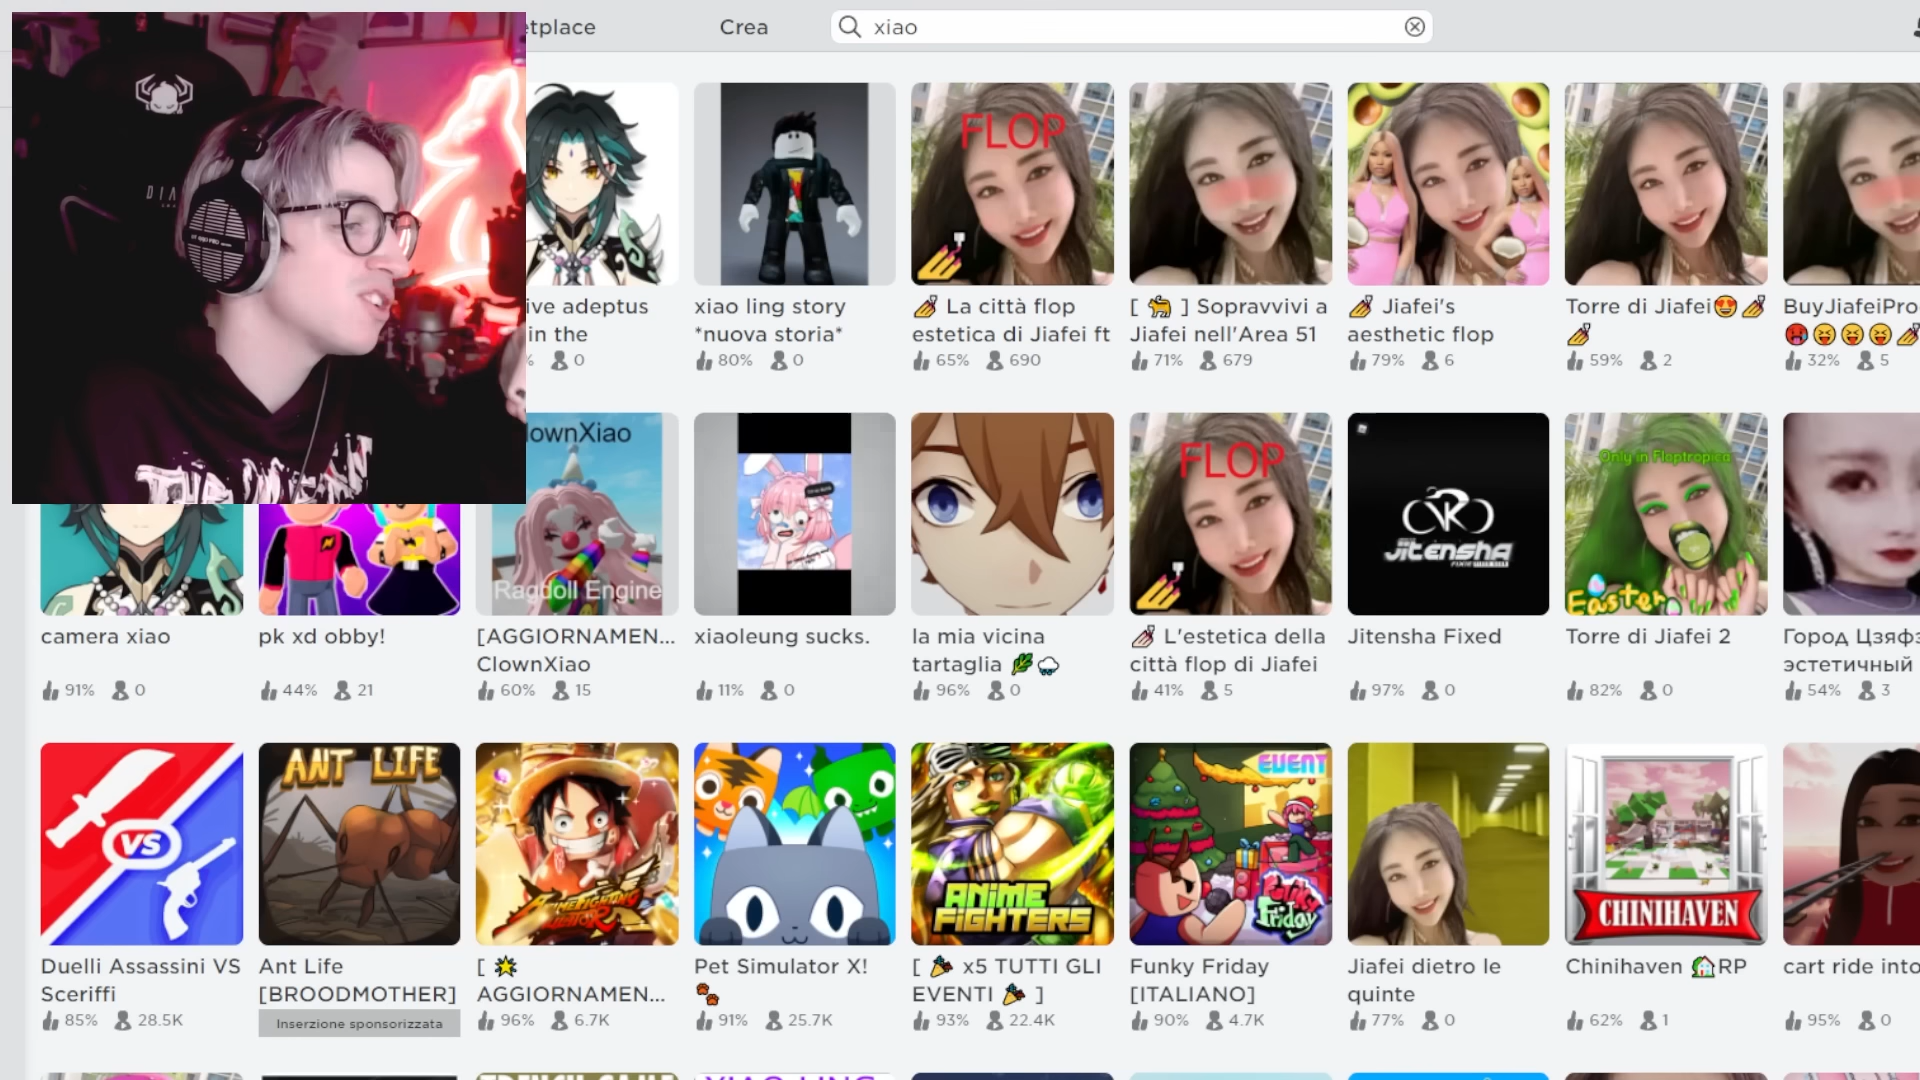 etplace
Crea
xiao
DIA
FLOP
ive adeptus
in the
0
xiao ling story
*nuova storia*
80% 0
💅 La città flop
estetica di Jiafei ft
65% 690
[ 🐈 ] Sopravvivi a
Jiafei nell'Area 51
71% 679
💅 Jiafei's
aesthetic flop
79% 6
Torre di Jiafei😍 💅
💅
59% 2
BuyJiafeiPro
🥵😝😝😝💅
32% 5
lownXiao
Ragdoll Engine
FLOP
JITENSHA
Only in Floptropica
Easter
camera xiao
91% 0
pk xd obby!
44% 21
[AGGIORNAMEN...
ClownXiao
60% 15
xiaoleung sucks.
11% 0
la mia vicina
tartaglia 🌿🌧
96% 0
💅 L'estetica della
città flop di Jiafei
41% 5
Jitensha Fixed
97% 0
Torre di Jiafei 2
82% 0
Город Цзяфэ
эстетичный
54% 3
VS
ANT LIFE
ANIME
FIGHTERS
EVENT
Funky
Friday
CHINIHAVEN
Duelli Assassini VS
Sceriffi
85% 28.5K
Ant Life
[BROODMOTHER]
Inserzione sponsorizzata
[ 🌟
AGGIORNAMEN...
96% 6.7K
Pet Simulator X!
🐾
91% 25.7K
[ 🎉 x5 TUTTI GLI
EVENTI 🎉 ]
93% 22.4K
Funky Friday
[ITALIANO]
90% 4.7K
Jiafei dietro le
quinte
77% 0
Chinihaven 🏠RP
62% 1
cart ride into
95% 0